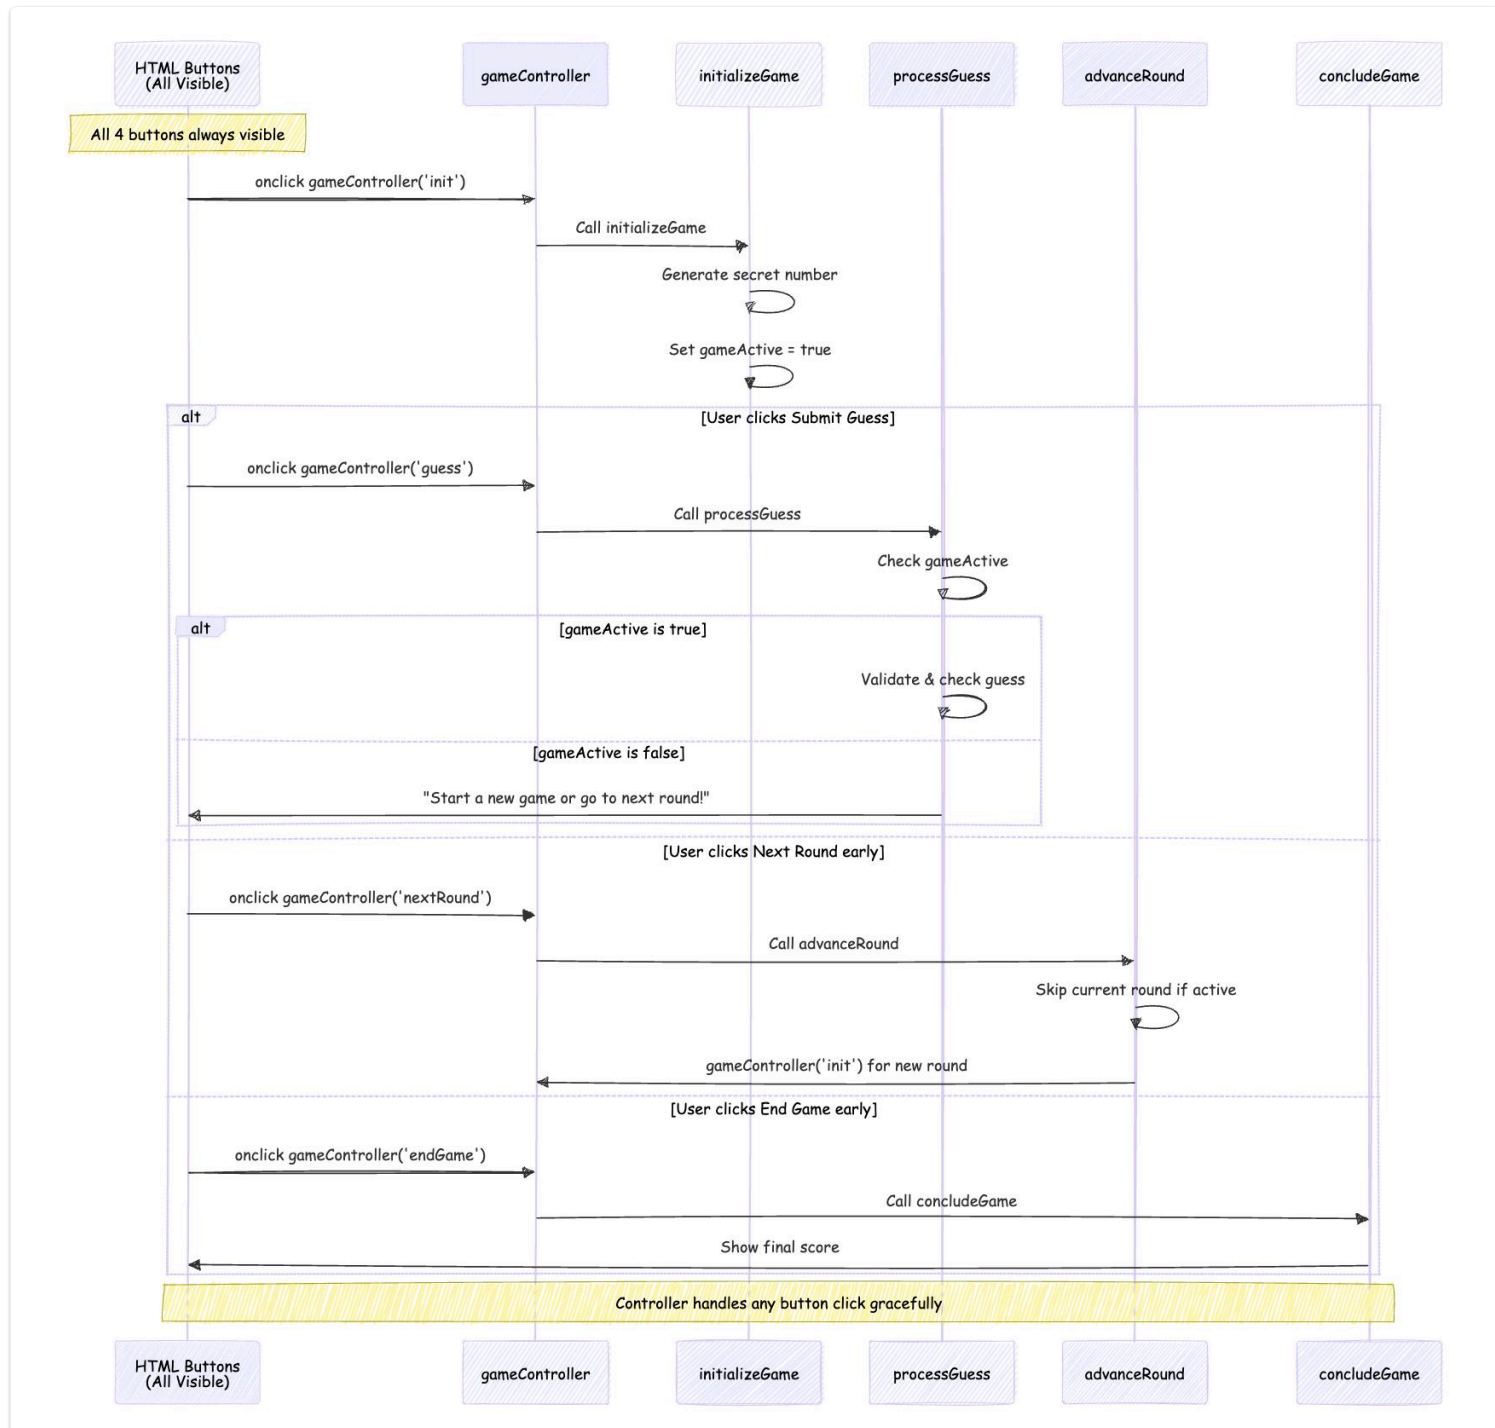 HTML Buttons
(All Visible)
gameController
initializeGame
processGuess
advanceRound
concludeGame
All 4 buttons always visible
onclick gameController('init')
Call initializeGame
Generate secret number
Set gameActive = true
alt
[User clicks Submit Guess]
onclick gameController('guess')
Call processGuess
Check gameActive
alt
[gameActive is true]
Validate & check guess
[gameActive is false]
"Start a new game or go to next round!"
[User clicks Next Round early]
onclick gameController('nextRound')
Call advanceRound
Skip current round if active
gameController('init') for new round
[User clicks End Game early]
onclick gameController('endGame')
Call concludeGame
Show final score
Controller handles any button click gracefully
HTML Buttons
(All Visible)
gameController
initializeGame
processGuess
advanceRound
concludeGame